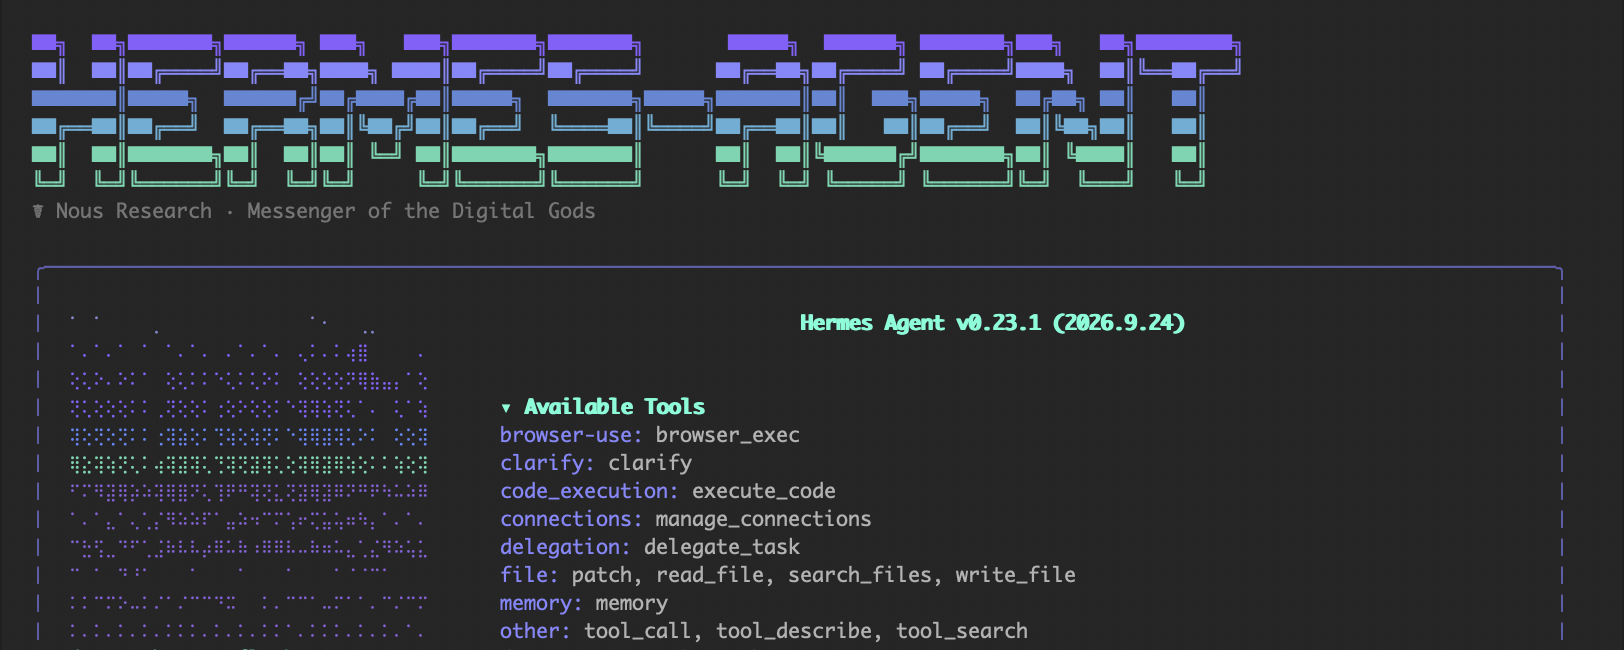 HERMES-AGENT
Nous Research · Messenger of the Digital Gods
Hermes Agent v0.23.1 (2026.9.24)
▾ Available Tools
browser-use: browser_exec
clarify: clarify
code_execution: execute_code
connections: manage_connections
delegation: delegate_task
file: patch, read_file, search_files, write_file
memory: memory
other: tool_call, tool_describe, tool_search